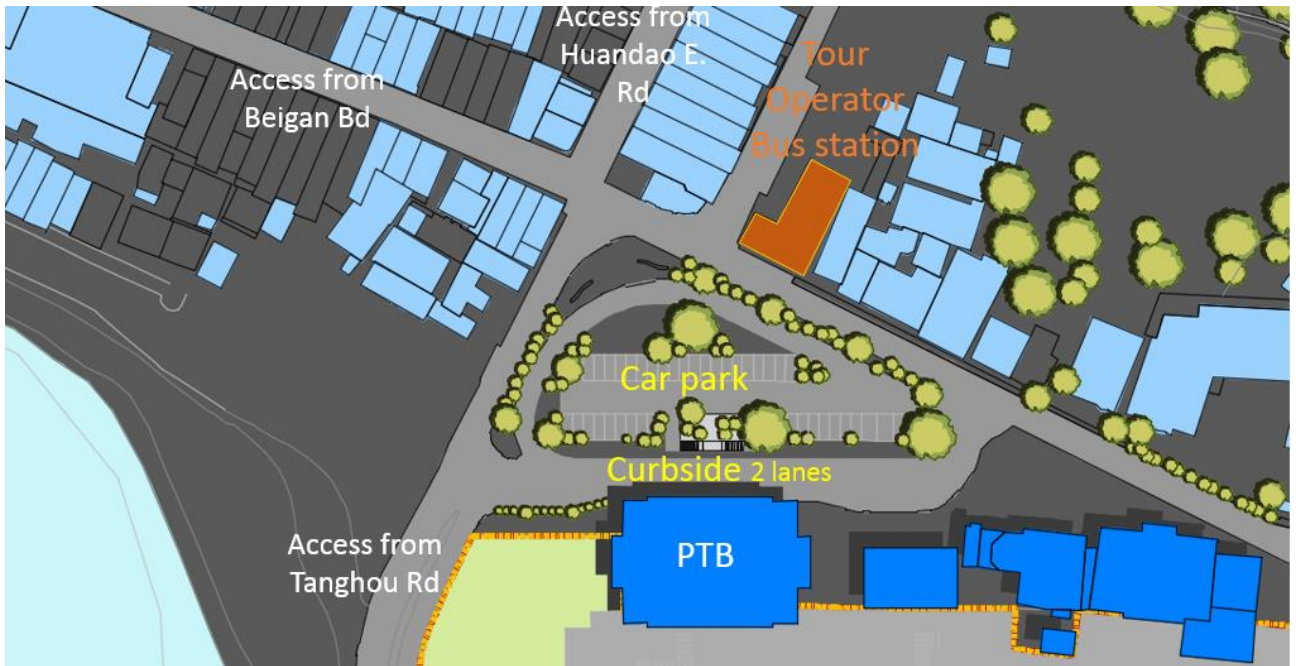 Access from
Huandao E.
Rd
Access from
Beigan Bd
Tour
Operator
Bus station
Car park
Curbside 2 lanes
Access from
Tanghou Rd
PTB